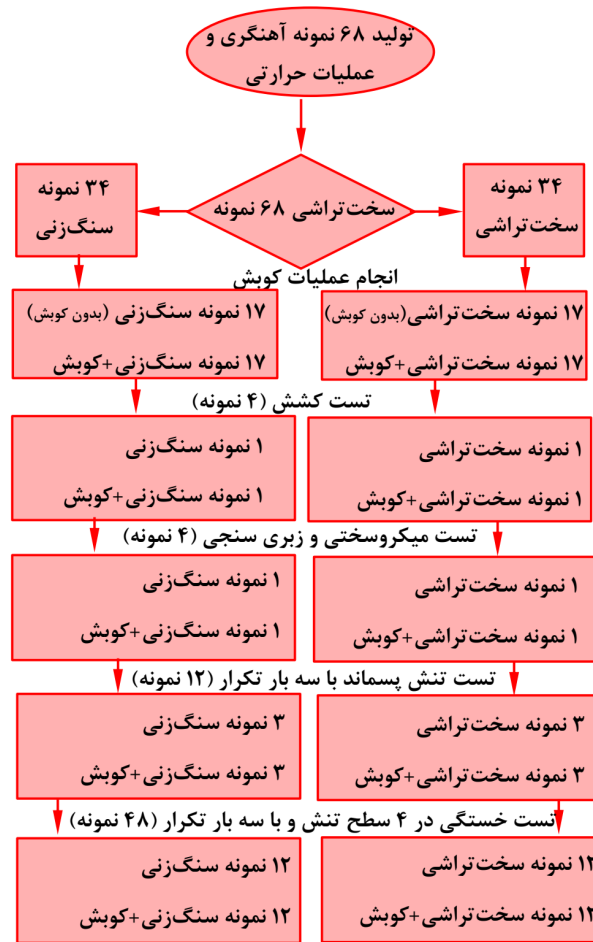 تولید ۶۸ نمونه آهنگری و
عملیات حرارتی
سخت‌تراشی ۶۸ نمونه
۳۴ نمونه
سخت‌تراشی
۳۴ نمونه
سنگ‌زنی
انجام عملیات کوبش
۱۷ نمونه سخت‌تراشی(بدون کوبش)
۱۷ نمونه سخت‌تراشی+کوبش
۱۷ نمونه سنگ‌زنی (بدون کوبش)
۱۷ نمونه سنگ‌زنی+کوبش
تست کشش (۴ نمونه)
۱ نمونه سخت‌تراشی
۱ نمونه سخت‌تراشی+کوبش
۱ نمونه سنگ‌زنی
۱ نمونه سنگ‌زنی+کوبش
تست میکروسختی و زبری سنجی (۴ نمونه)
۱ نمونه سخت‌تراشی
۱ نمونه سخت‌تراشی+کوبش
۱ نمونه سنگ‌زنی
۱ نمونه سنگ‌زنی+کوبش
تست تنش پسماند با سه بار تکرار (۱۲ نمونه)
۳ نمونه سخت‌تراشی
۳ نمونه سخت‌تراشی+کوبش
۳ نمونه سنگ‌زنی
۳ نمونه سنگ‌زنی+کوبش
تست خستگی در ۴ سطح تنش و با سه بار تکرار (۴۸ نمونه)
۱۲ نمونه سخت‌تراشی
۱۲ نمونه سخت‌تراشی+کوبش
۱۲ نمونه سنگ‌زنی
۱۲ نمونه سنگ‌زنی+کوبش